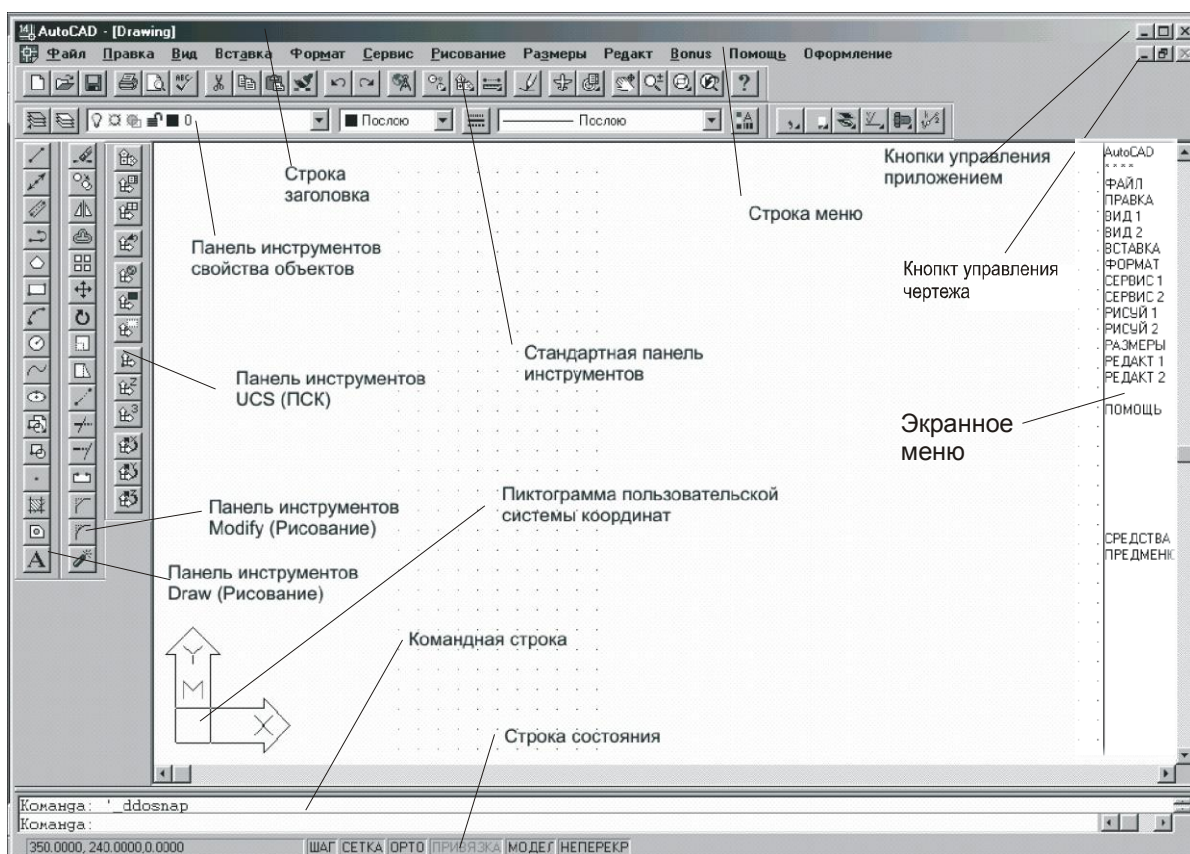 AutoCAD - [Drawing]
Файл Правка Вид Вставка Формат Сервис Рисование Размеры Редакт Bonus Помощь Оформление
0 Послою Послою
Строка
заголовка
Панель инструментов
свойства объектов
Кнопки управления
приложением
Строка меню
Кнопкт управления
чертежа
Стандартная панель
инструментов
Панель инструментов
UCS (ПСК)
Экранное
меню
Пиктограмма пользовательской
системы координат
Панель инструментов
Modify (Рисование)
Панель инструментов
Draw (Рисование)
Командная строка
Строка состояния
Y
M
X
AutoCAD
* * * *
ФАЙЛ
ПРАВКА
ВИД 1
ВИД 2
ВСТАВКА
ФОРМАТ
СЕРВИС 1
СЕРВИС 2
РИСУЙ 1
РИСУЙ 2
РАЗМЕРЫ
РЕДАКТ 1
РЕДАКТ 2
ПОМОЩЬ
СРЕДСТВА
ПРЕДМЕНЮ
Команда: '_ddosnap
Команда:
350.0000, 240.0000,0.0000 ШАГ СЕТКА ОРТО ПРИВЯЗКА МОДЕЛ НЕПЕРЕКР